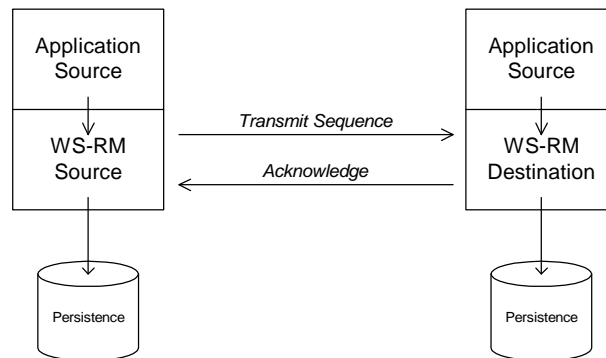 Application
Source
WS-RM
Source
Transmit Sequence
Acknowledge
Application
Source
WS-RM
Destination
Persistence
Persistence